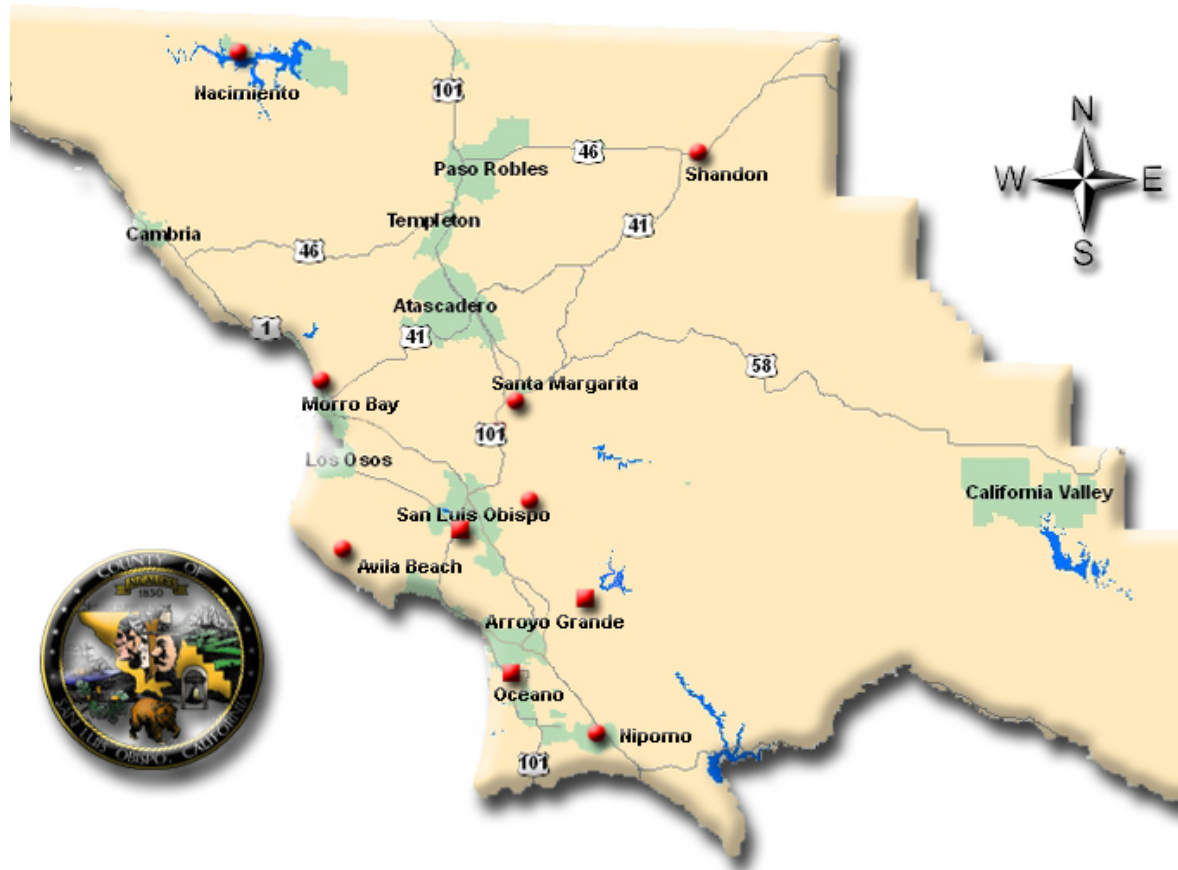 Nacimiento
101
46
Paso Robles
Shandon
N
W
E
S
Templeton
41
Cambria
46
Atascadero
1
41
58
Santa Margarita
Morro Bay
101
Los Osos
California Valley
San Luis Obispo
Avila Beach
COUNTY OF
1850
SAN LUIS OBISPO, CALIFORNIA
Arroyo Grande
Oceano
Nipomo
101